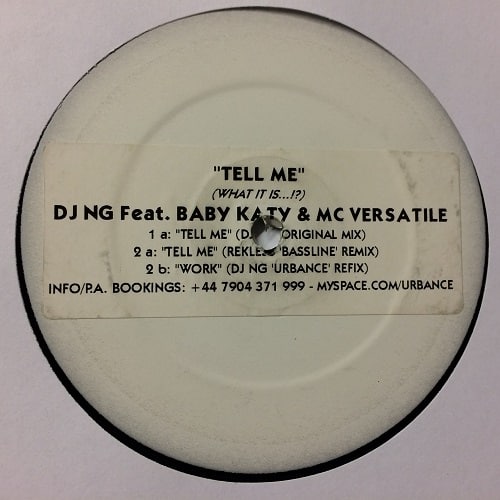 "TELL ME"
(WHAT IT IS...!?)
DJ NG Feat. BABY KATY & MC VERSATILE
1 a: "TELL ME" (DJ ORIGINAL MIX)
2 a: "TELL ME" (REKLESS 'BASSLINE' REMIX)
2 b: "WORK" (DJ NG 'URBANCE' REFIX)
INFO/P.A. BOOKINGS: +44 7904 371 999 - MYSPACE.COM/URBANCE